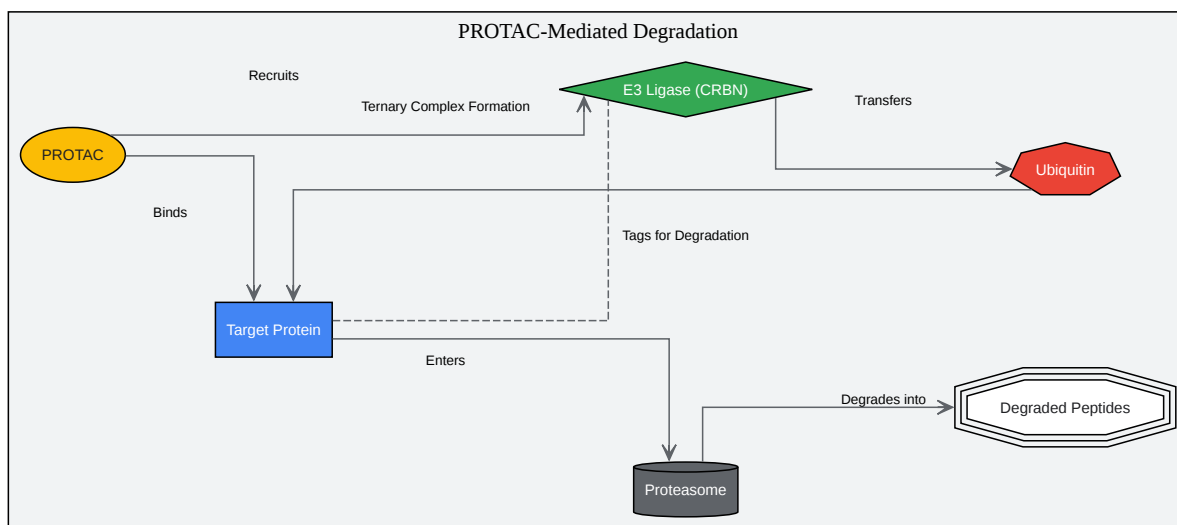 PROTAC-Mediated Degradation
Recruits
E3 Ligase (CRBN)
Ternary Complex Formation
Transfers
PROTAC
Ubiquitin
Binds
Tags for Degradation
Target Protein
Enters
Degrades into
Degraded Peptides
Proteasome